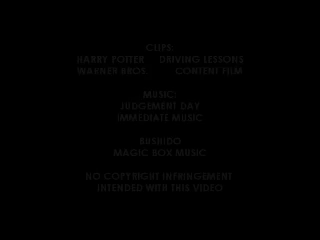 CLIPS:
HARRY POTTER DRIVING LESSONS
WARNER BROS. CONTENT FILM
MUSIC:
JUDGEMENT DAY
IMMEDIATE MUSIC
BUSHIDO
MAGIC BOX MUSIC
NO COPYRIGHT INFRINGEMENT
INTENDED WITH THIS VIDEO